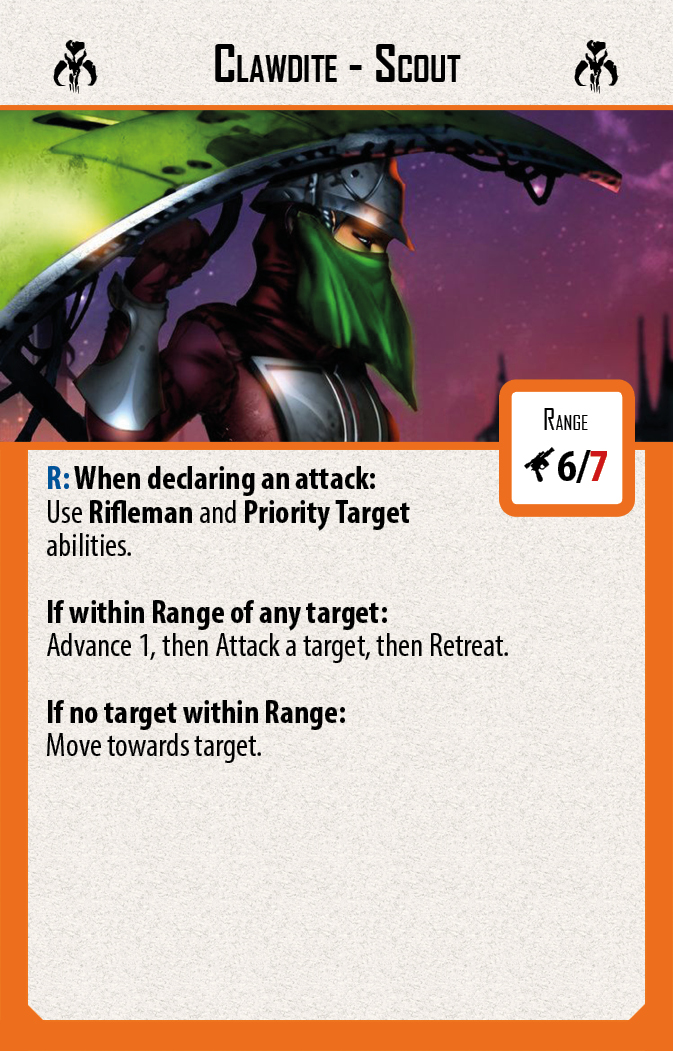 Clawdite - Scout
Range
6/7
R: When declaring an attack:
Use Rifleman and Priority Target
abilities.
If within Range of any target:
Advance 1, then Attack a target, then Retreat.
If no target within Range:
Move towards target.